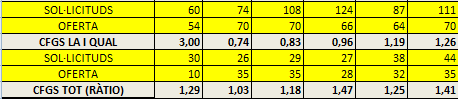 SOL·LICITUDS 60 74 108 124 87 111
OFERTA 54 70 70 66 64 70
CFGS LA I QUAL 3,00 0,74 0,83 0,96 1,19 1,26
SOL·LICITUDS 30 26 29 27 38 44
OFERTA 10 35 35 28 32 35
CFGS TOT (RÀTIO) 1,29 1,03 1,18 1,47 1,25 1,41